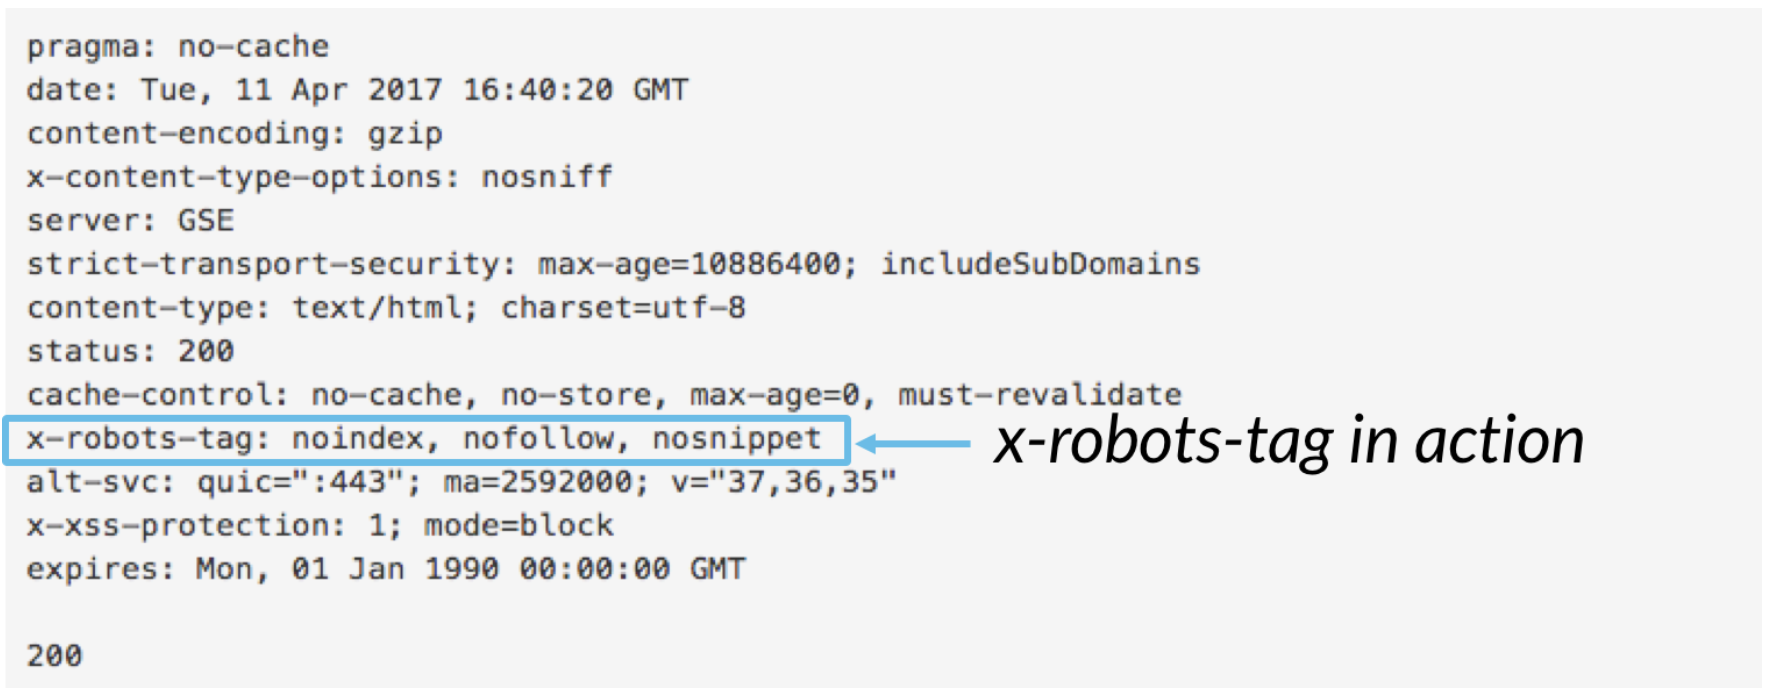 pragma: no-cache
date: Tue, 11 Apr 2017 16:40:20 GMT
content-encoding: gzip
x-content-type-options: nosniff
server: GSE
strict-transport-security: max-age=10886400; includeSubDomains
content-type: text/html; charset=utf-8
status: 200
cache-control: no-cache, no-store, max-age=0, must-revalidate
x-robots-tag: noindex, nofollow, nosnippet
x-robots-tag in action
alt-svc: quic=":443"; ma=2592000; v="37,36,35"
x-xss-protection: 1; mode=block
expires: Mon, 01 Jan 1990 00:00:00 GMT
200